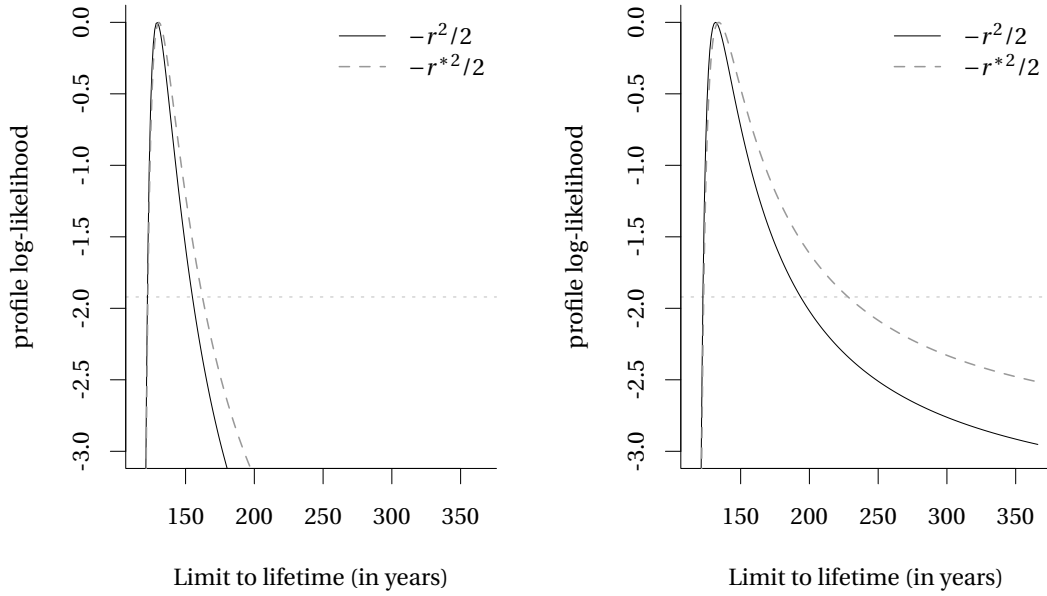 profile log-likelihood
0.0
-0.5
-1.0
-1.5
-2.0
-2.5
-3.0
−r²/2
−r*²/2
150 200 250 300 350
Limit to lifetime (in years)
profile log-likelihood
0.0
-0.5
-1.0
-1.5
-2.0
-2.5
-3.0
−r²/2
−r*²/2
150 200 250 300 350
Limit to lifetime (in years)